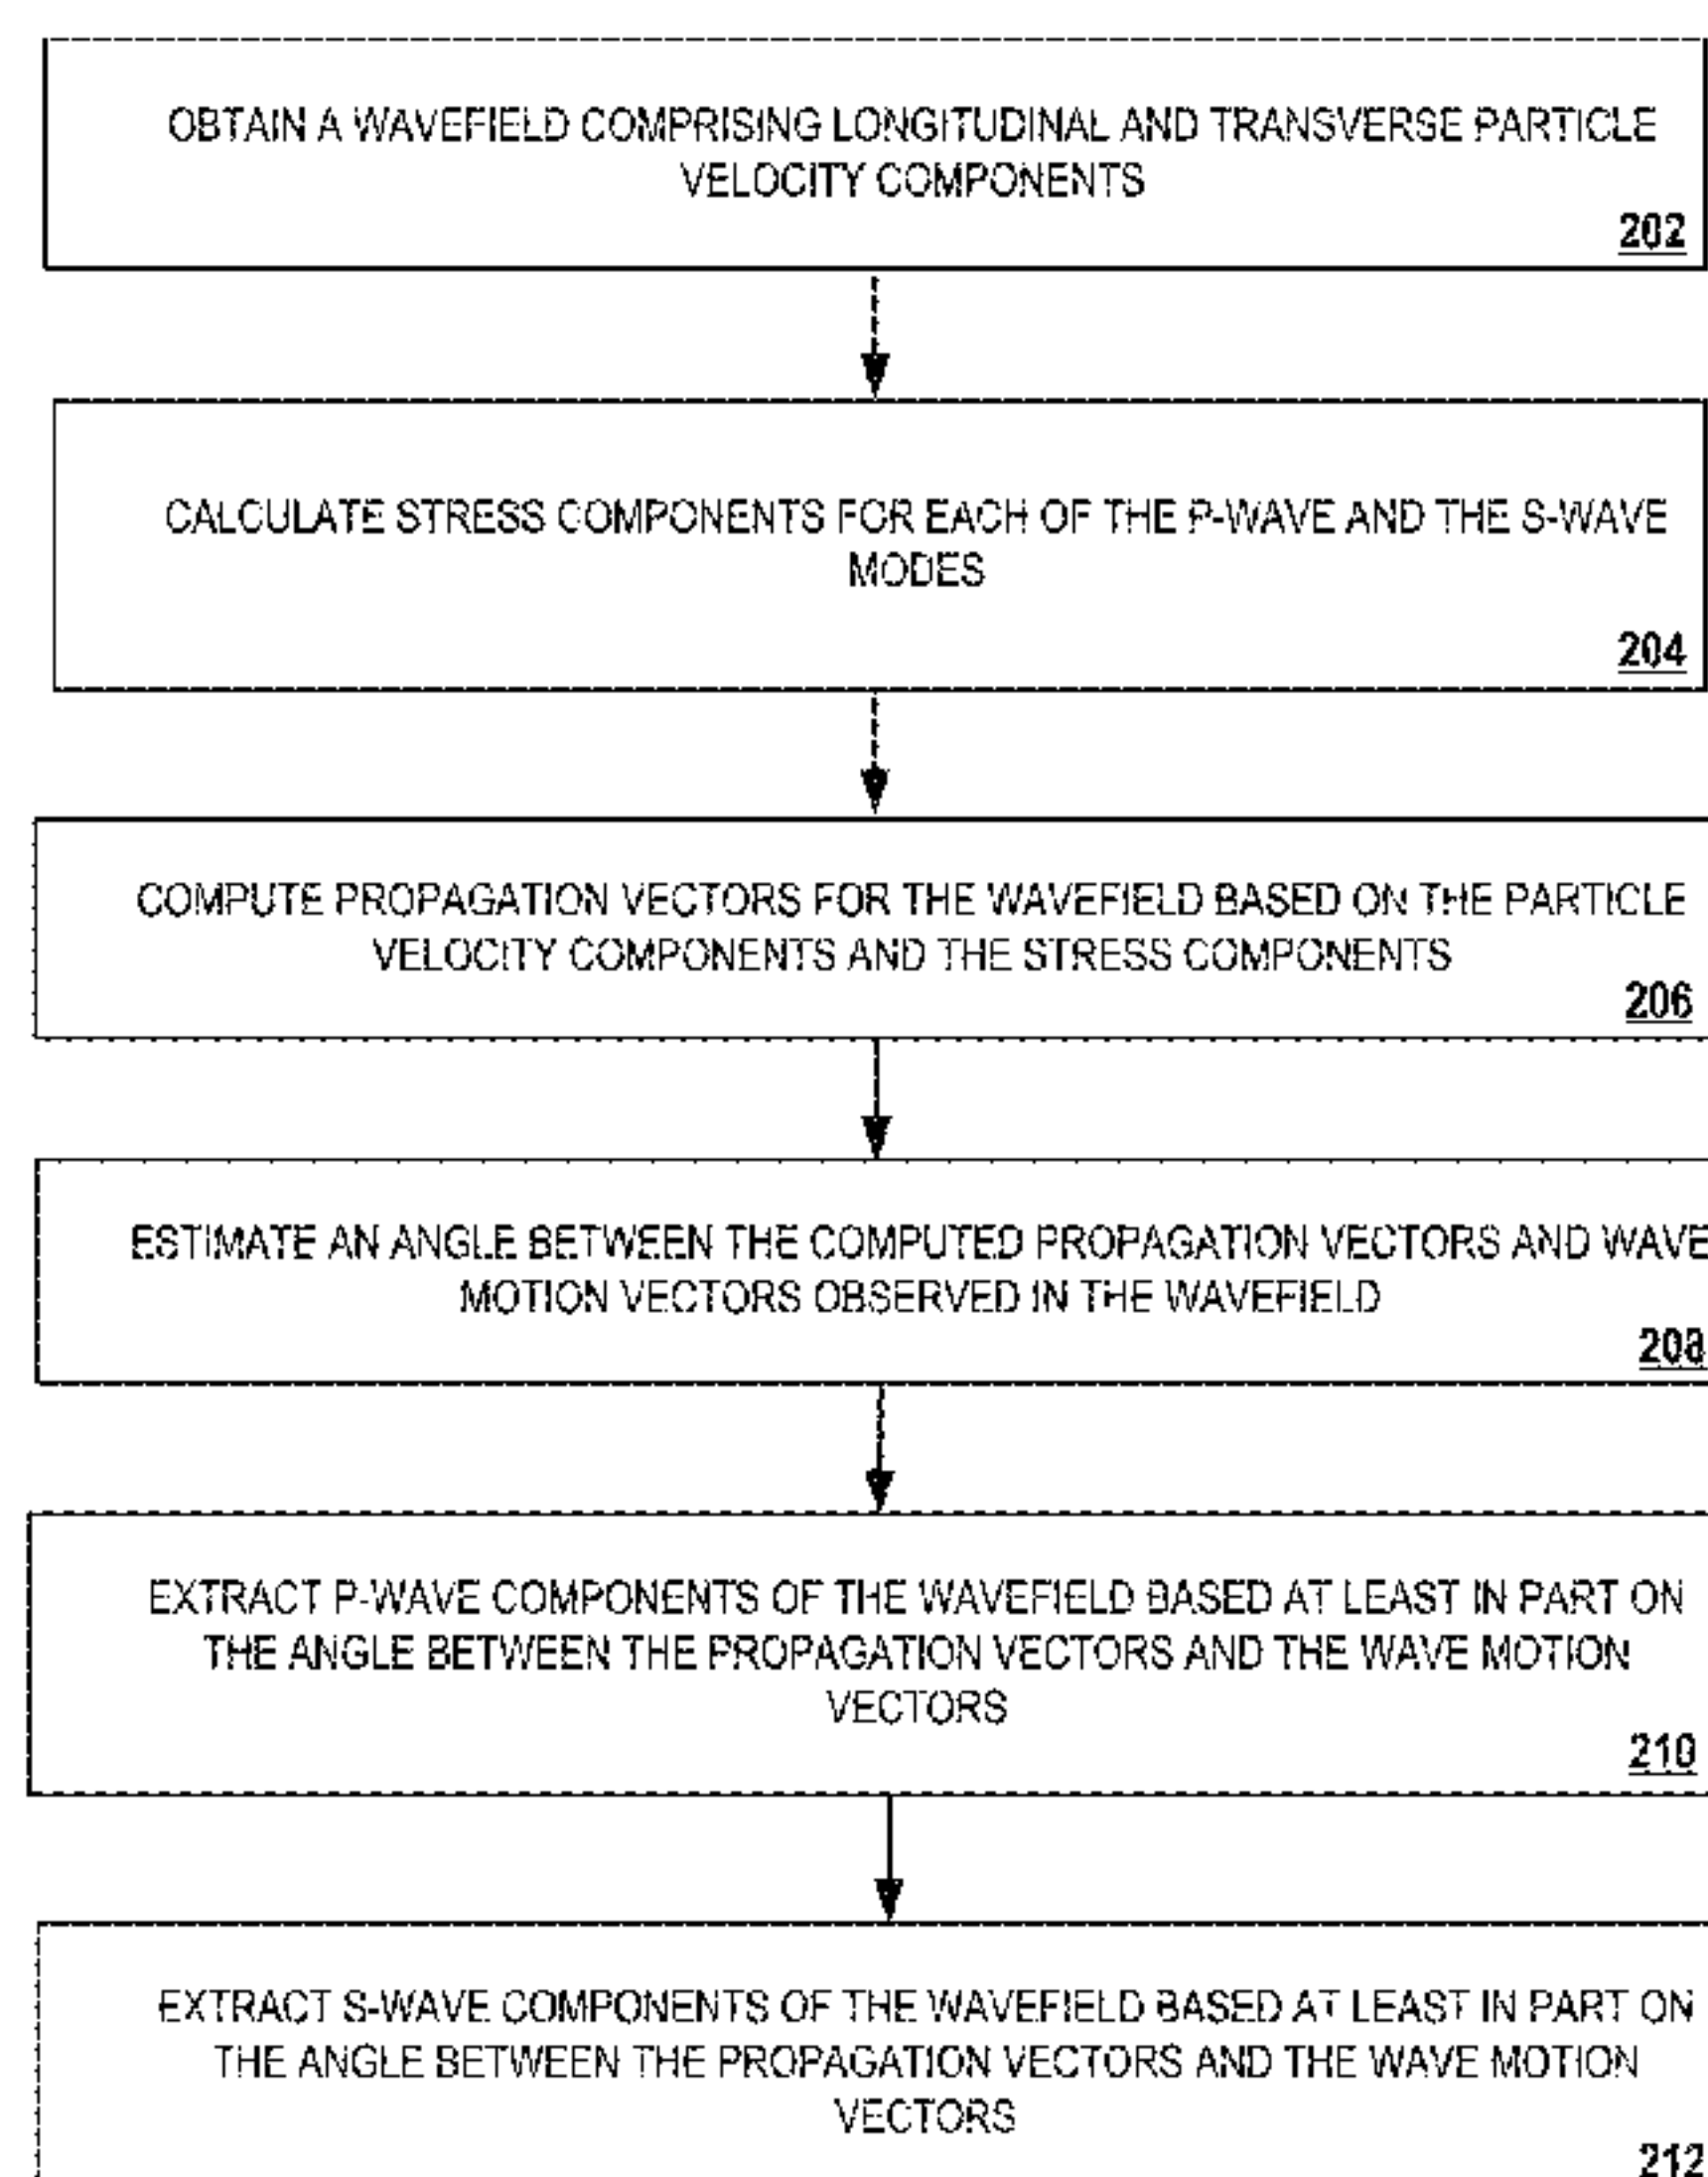 OBTAIN A WAVEFIELD COMPRISING LONGITUDINAL AND TRANSVERSE PARTICLE
VELOCITY COMPONENTS
202
CALCULATE STRESS COMPONENTS FOR EACH OF THE P-WAVE AND THE S-WAVE
MODES
204
COMPUTE PROPAGATION VECTORS FOR THE WAVEFIELD BASED ON THE PARTICLE
VELOCITY COMPONENTS AND THE STRESS COMPONENTS
206
ESTIMATE AN ANGLE BETWEEN THE COMPUTED PROPAGATION VECTORS AND WAVE
MOTION VECTORS OBSERVED IN THE WAVEFIELD
208
EXTRACT P-WAVE COMPONENTS OF THE WAVEFIELD BASED AT LEAST IN PART ON
THE ANGLE BETWEEN THE PROPAGATION VECTORS AND THE WAVE MOTION
VECTORS
210
EXTRACT S-WAVE COMPONENTS OF THE WAVEFIELD BASED AT LEAST IN PART ON
THE ANGLE BETWEEN THE PROPAGATION VECTORS AND THE WAVE MOTION
VECTORS
212